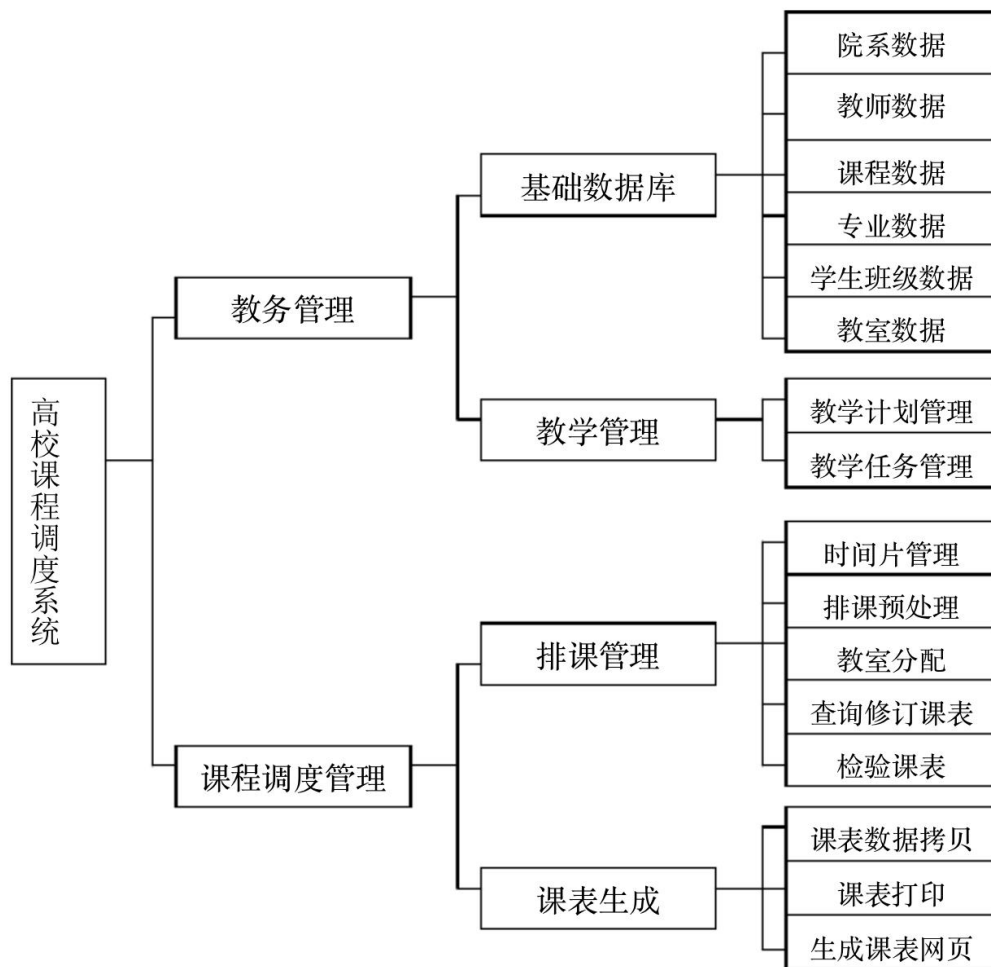 高校课程调度系统
教务管理
基础数据库
院系数据
教师数据
课程数据
专业数据
学生班级数据
教室数据
教学管理
教学计划管理
教学任务管理
课程调度管理
排课管理
时间片管理
排课预处理
教室分配
查询修订课表
检验课表
课表生成
课表数据拷贝
课表打印
生成课表网页